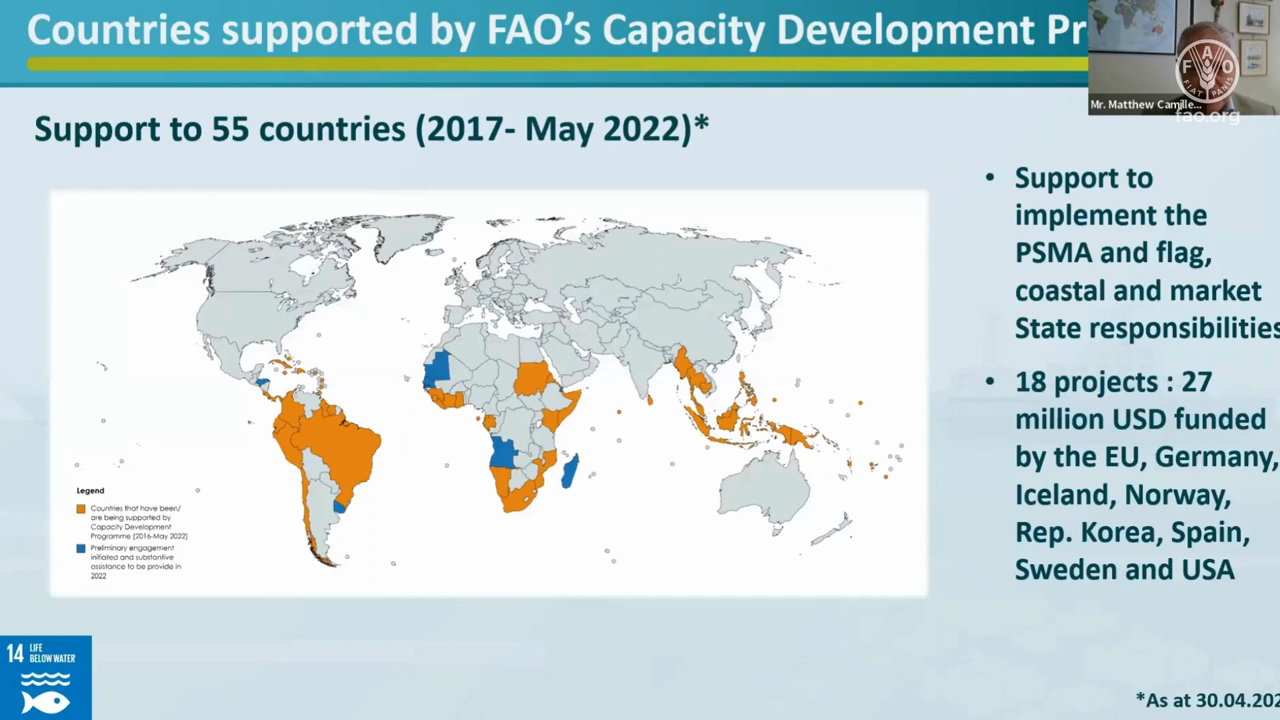 Countries supported by FAO's Capacity Development Pr
Mr. Matthew Camille...
F A O
FIAT PANIS
fao.org
Support to 55 countries (2017- May 2022)*
• Support to
implement the
PSMA and flag,
coastal and market
State responsibilities
• 18 projects : 27
million USD funded
by the EU, Germany,
Iceland, Norway,
Rep. Korea, Spain,
Sweden and USA
Legend
Countries that have been/
are being supported by
Capacity Development
Programme (2016-May 2022)
Preliminary engagement
initiated and substantive
assistance to be provide in
2022
14 LIFE
BELOW WATER
*As at 30.04.202